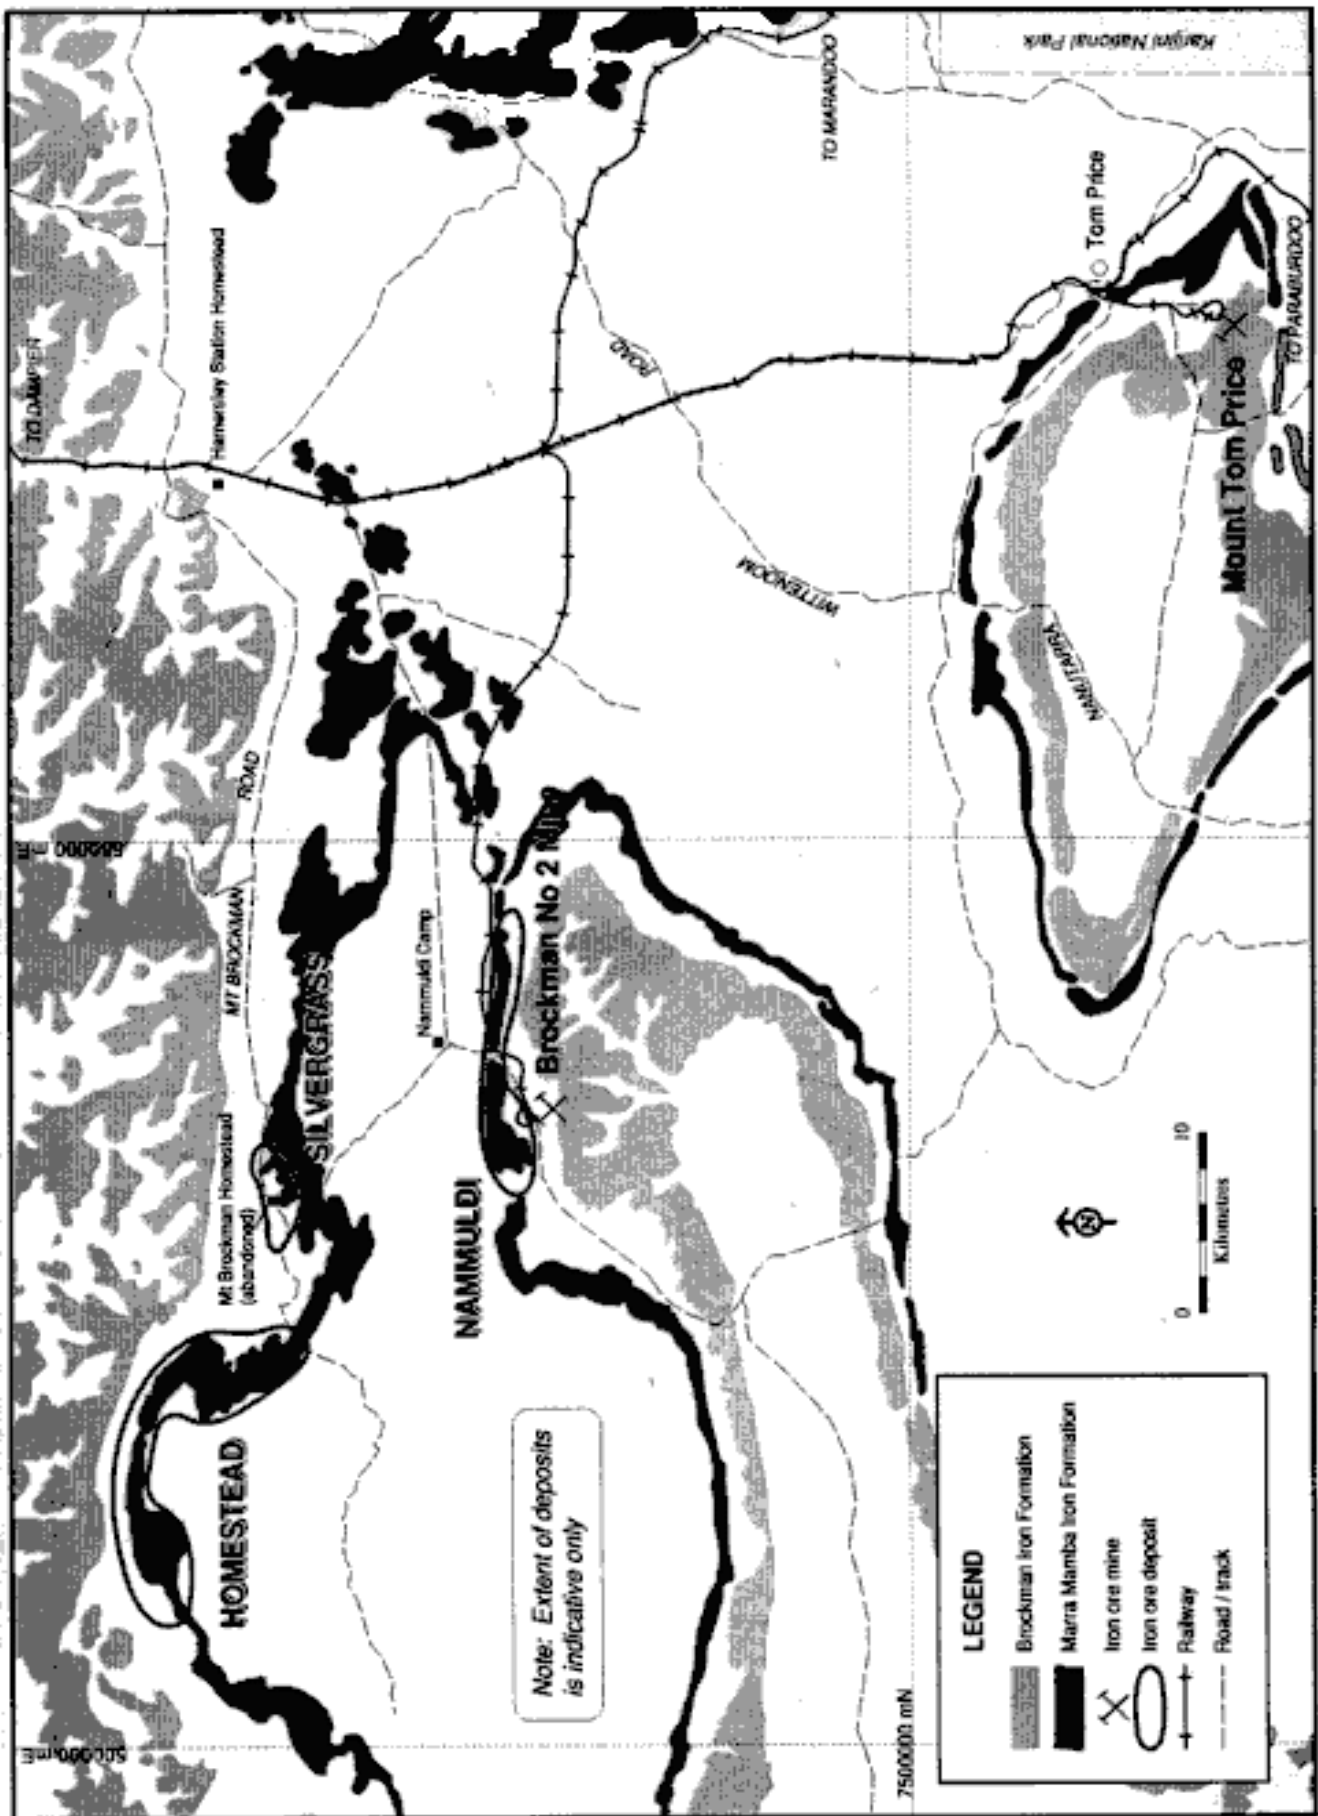 TO DAMPIER
Hamersley Station Homestead
Karijini National Park
TO MARANDOO
ROAD
WITTENOOM
NANUTARRA
Tom Price
Mount Tom Price
TO PARABURDOO
MT BROCKMAN
ROAD
Mt Brockman Homestead
(abandoned)
SILVERGRASS
Nammuldi Camp
Brockman No 2 Mine
NAMMULDI
HOMESTEAD
Note: Extent of deposits
is indicative only
500000 mE
7500000 mN
0
10
Kilometres
N
LEGEND
Brockman Iron Formation
Marra Mamba Iron Formation
Iron ore mine
Iron ore deposit
Railway
Road / track